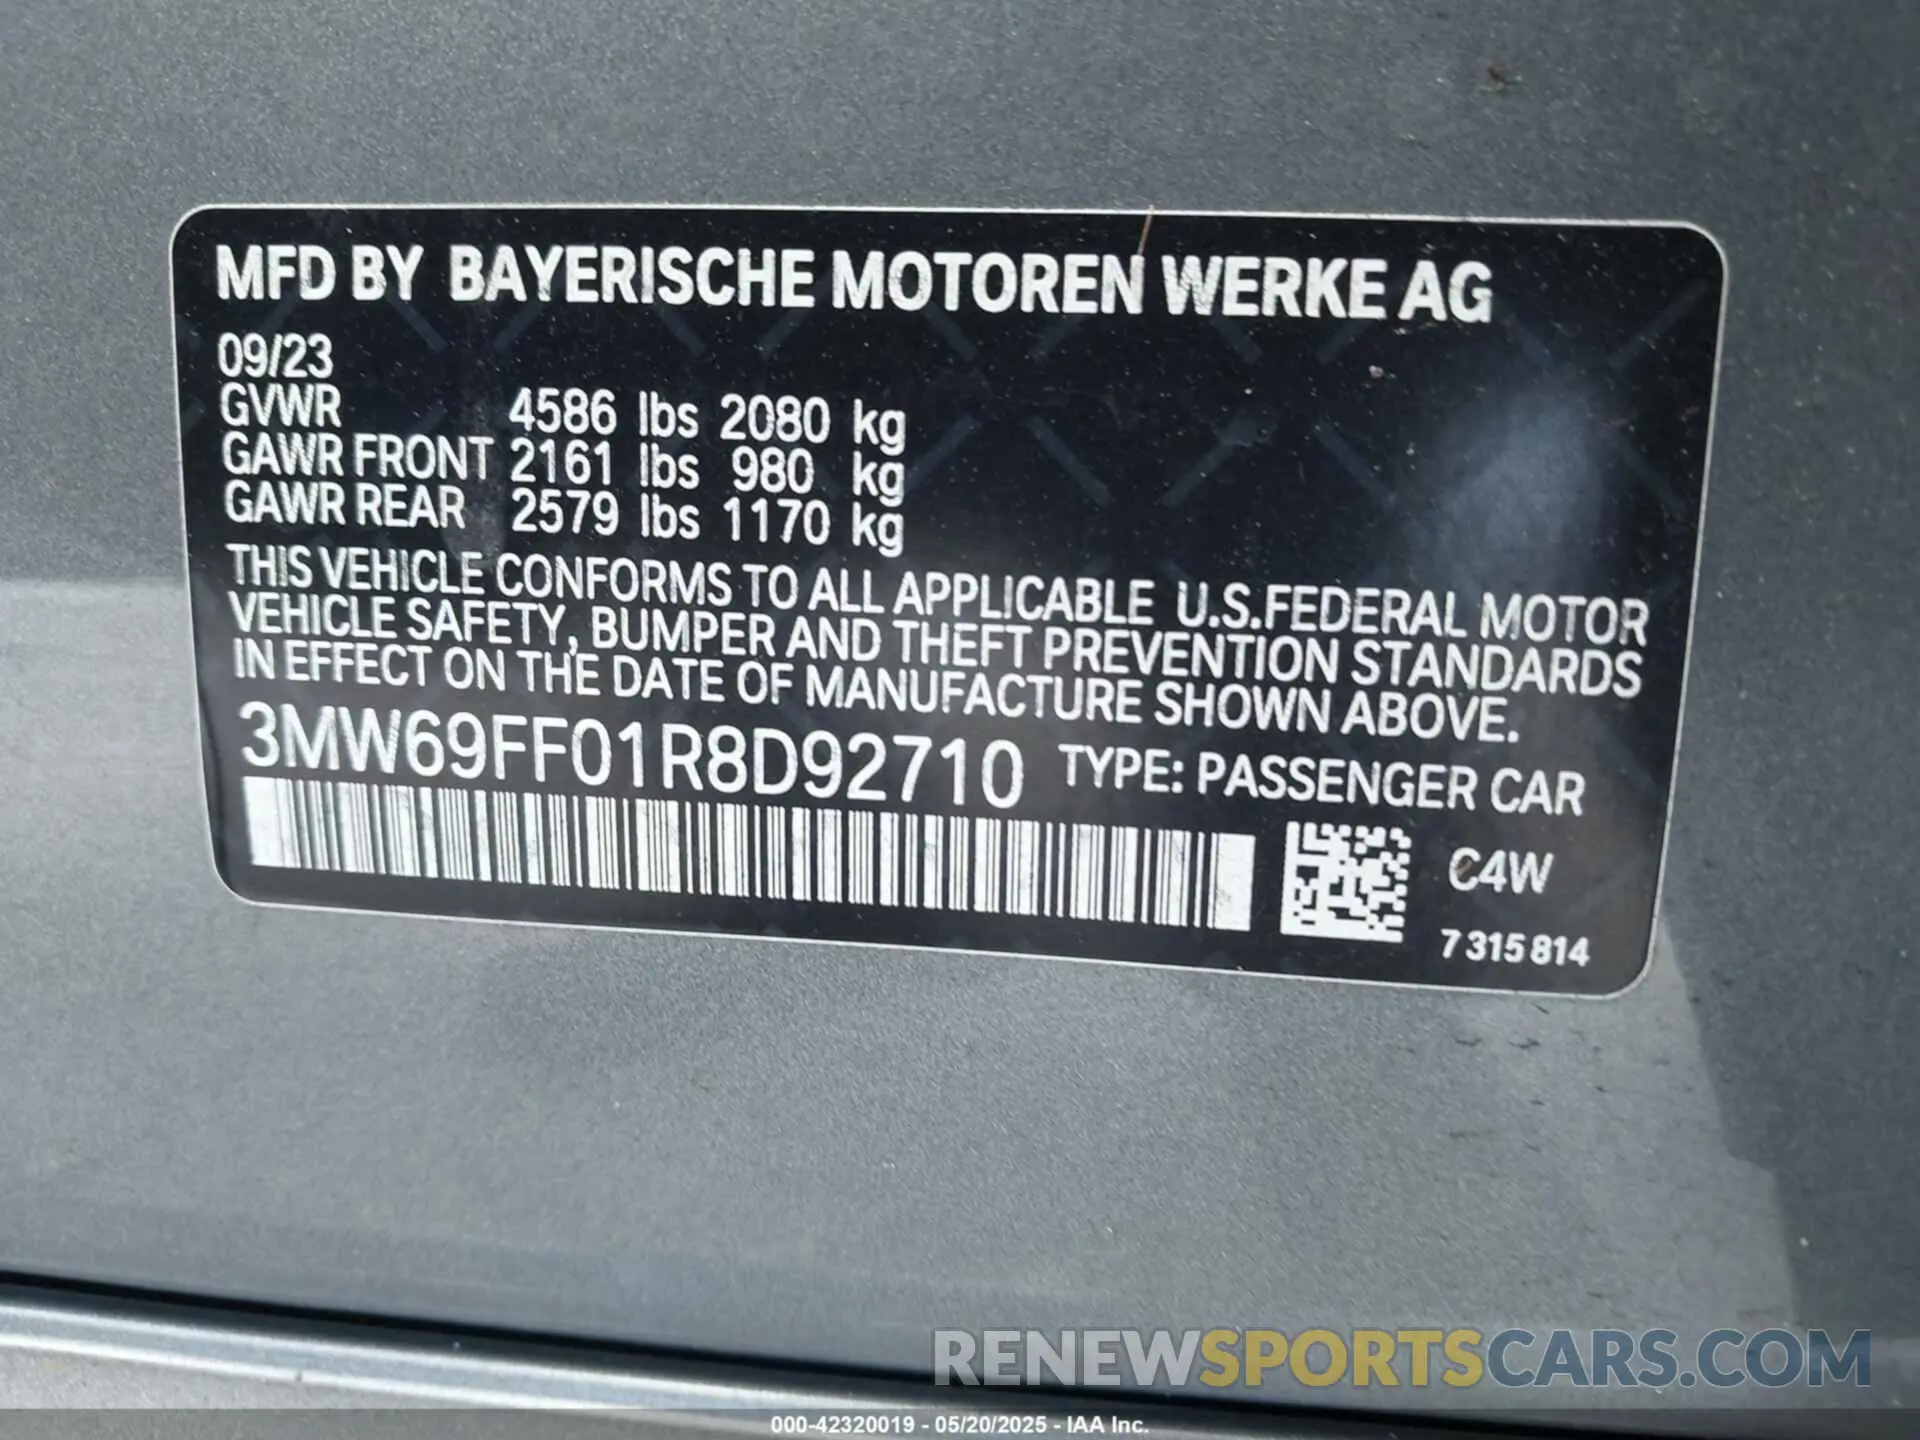 MFD BY BAYERISCHE MOTOREN WERKE AG
09/23
GVWR 4586 lbs 2080 kg
GAWR FRONT 2161 lbs 980 kg
GAWR REAR 2579 lbs 1170 kg
THIS VEHICLE CONFORMS TO ALL APPLICABLE U.S.FEDERAL MOTOR
VEHICLE SAFETY, BUMPER AND THEFT PREVENTION STANDARDS
IN EFFECT ON THE DATE OF MANUFACTURE SHOWN ABOVE.
3MW69FF01R8D92710 TYPE: PASSENGER CAR
C4W
7 315 814
RENEWSPORTSCARS.COM
000-42320019 - 05/20/2025 - IAA Inc.